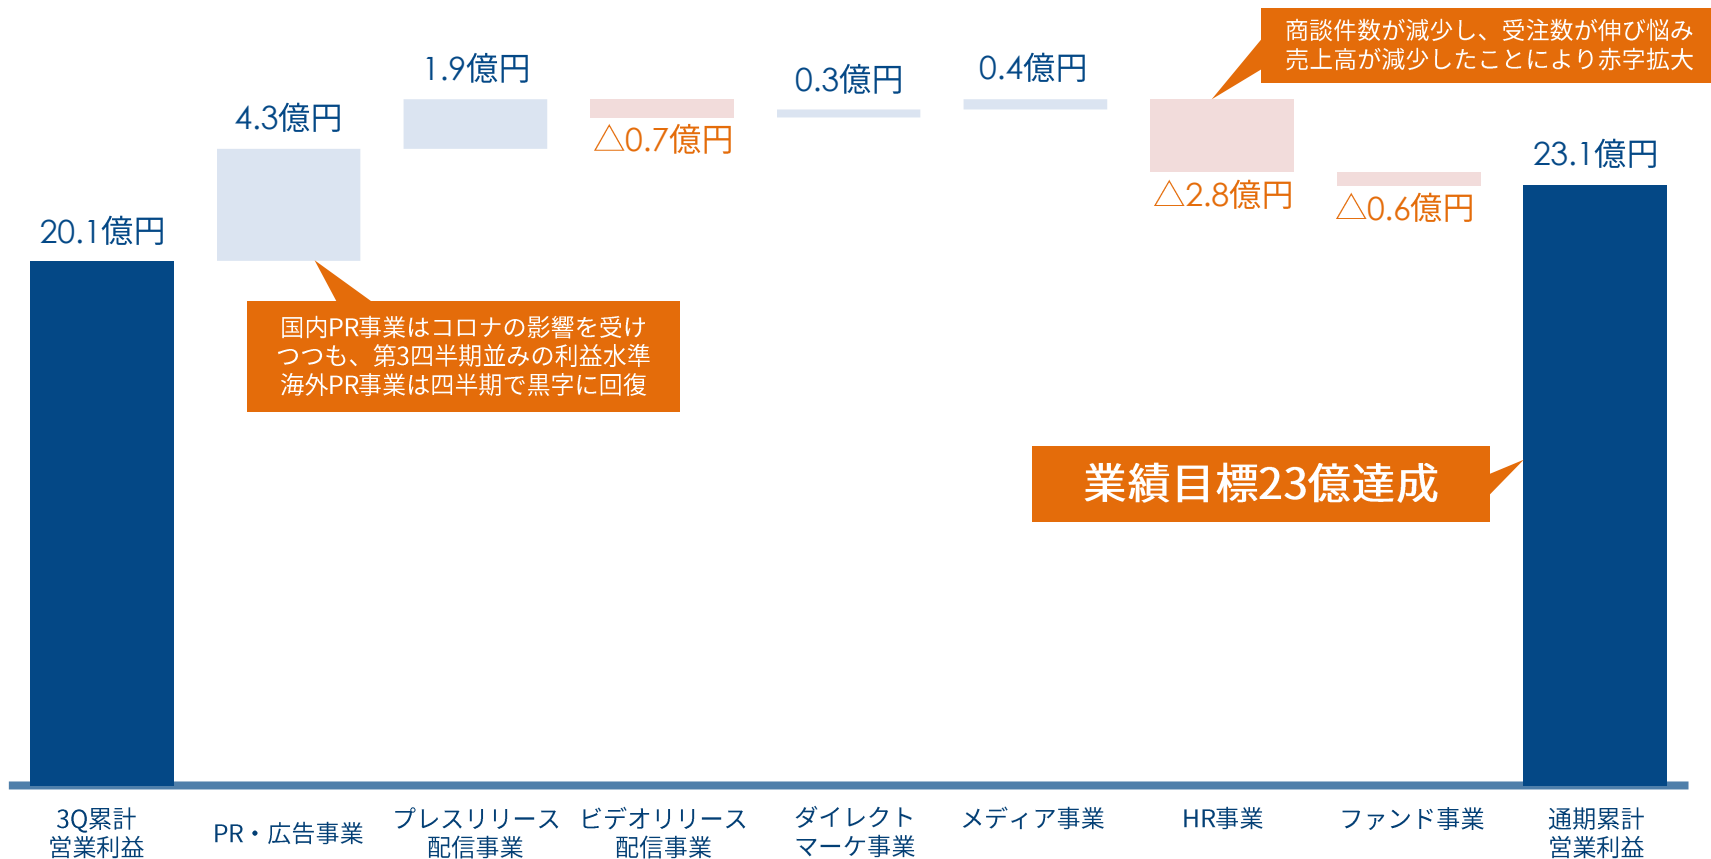 商談件数が減少し、受注数が伸び悩み
売上高が減少したことにより赤字拡大
20.1億円
4.3億円
1.9億円
△0.7億円
0.3億円
0.4億円
△2.8億円
△0.6億円
23.1億円
国内PR事業はコロナの影響を受け
つつも、第3四半期並みの利益水準
海外PR事業は四半期で黒字に回復
業績目標23億達成
3Q累計
営業利益
PR・広告事業
プレスリリース
配信事業
ビデオリリース
配信事業
ダイレクト
マーケ事業
メディア事業
HR事業
ファンド事業
通期累計
営業利益